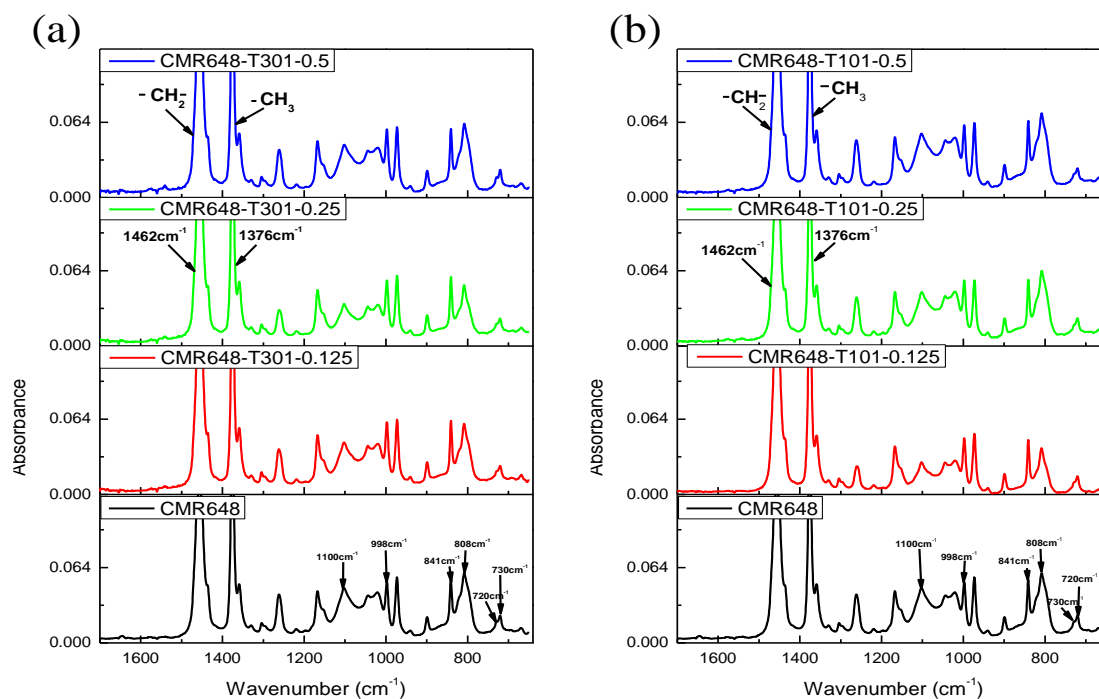 (a)
CMR648-T301-0.5
-CH₂-
-CH₃
0.064
0.000
CMR648-T301-0.25
1462cm⁻¹
1376cm⁻¹
0.064
0.000
CMR648-T301-0.125
0.064
0.000
CMR648
1100cm⁻¹
998cm⁻¹
841cm⁻¹
808cm⁻¹
730cm⁻¹
720cm⁻¹
0.064
0.000
1600 1400 1200 1000 800
Wavenumber (cm⁻¹)
Absorbance
(b)
CMR648-T101-0.5
-CH₂-
-CH₃
0.064
0.000
CMR648-T101-0.25
1462cm⁻¹
1376cm⁻¹
0.064
0.000
CMR648-T101-0.125
0.064
0.000
CMR648
1100cm⁻¹
998cm⁻¹
841cm⁻¹
808cm⁻¹
720cm⁻¹
730cm⁻¹
0.064
0.000
1600 1400 1200 1000 800
Wavenumber (cm⁻¹)
Absorbance